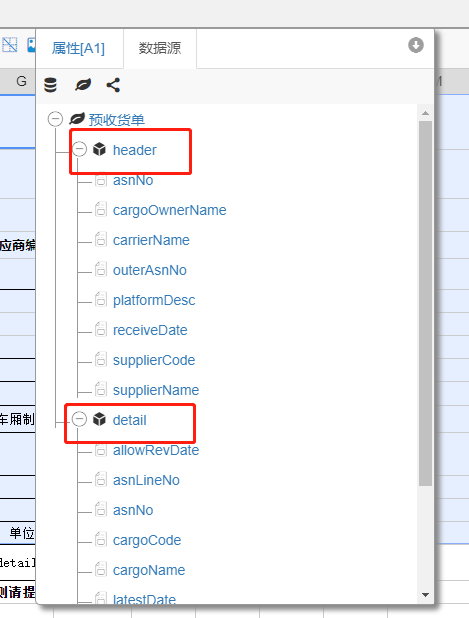 属性[A1]
数据源
G
M
预收货单
header
asnNo
cargoOwnerName
carrierName
outerAsnNo
platformDesc
receiveDate
supplierCode
supplierName
detail
allowRevDate
asnLineNo
asnNo
cargoCode
cargoName
latestDate
应商编
车厢制
单位
detail
则请提